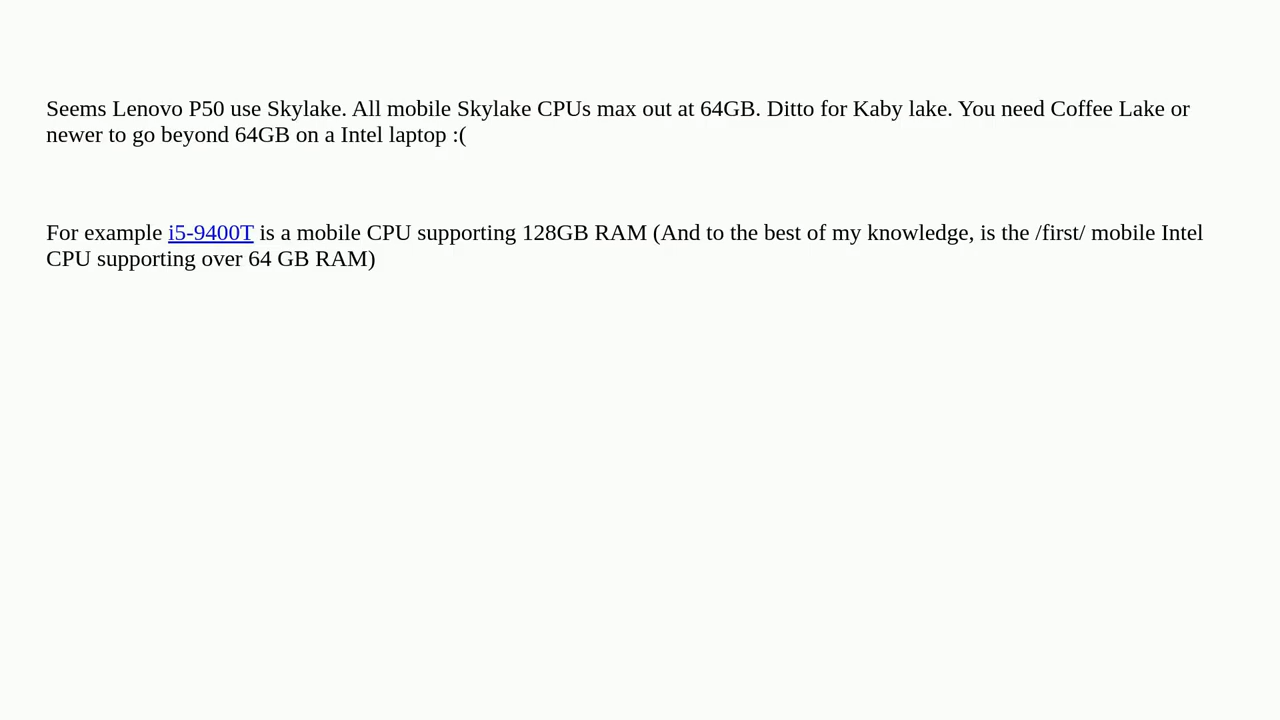 Seems Lenovo P50 use Skylake. All mobile Skylake CPUs max out at 64GB. Ditto for Kaby lake. You need Coffee Lake or
newer to go beyond 64GB on a Intel laptop :(
For example i5-9400T is a mobile CPU supporting 128GB RAM (And to the best of my knowledge, is the /first/ mobile Intel
CPU supporting over 64 GB RAM)